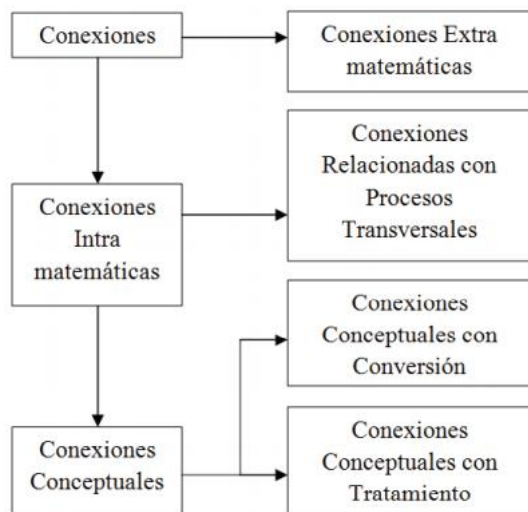 Conexiones
Conexiones Extra
matemáticas
Conexiones
Relacionadas con
Procesos
Transversales
Conexiones
Intra
matemáticas
Conexiones
Conceptuales con
Conversión
Conexiones
Conceptuales
Conexiones
Conceptuales con
Tratamiento